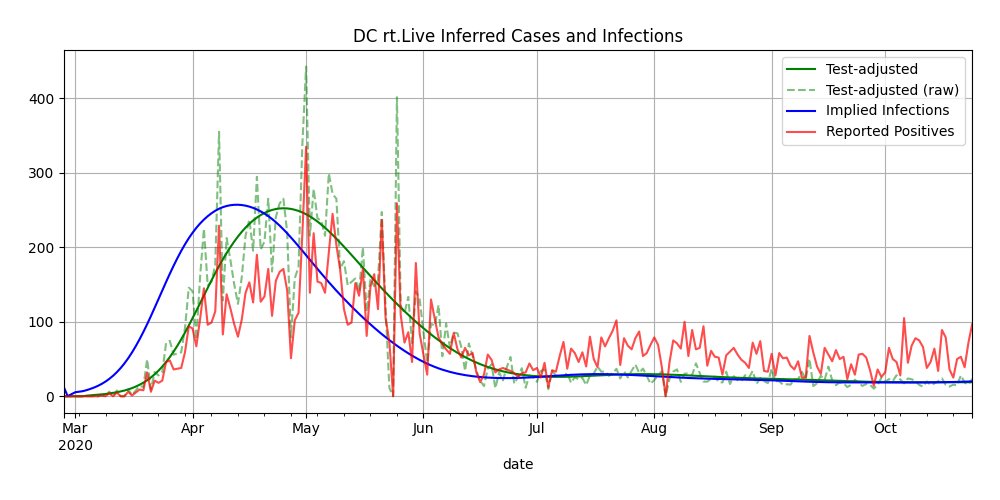 DC rt.Live Inferred Cases and Infections
Test-adjusted
Test-adjusted (raw)
Implied Infections
Reported Positives
400
300
200
100
0
Mar Apr May Jun Jul Aug Sep Oct
2020
date